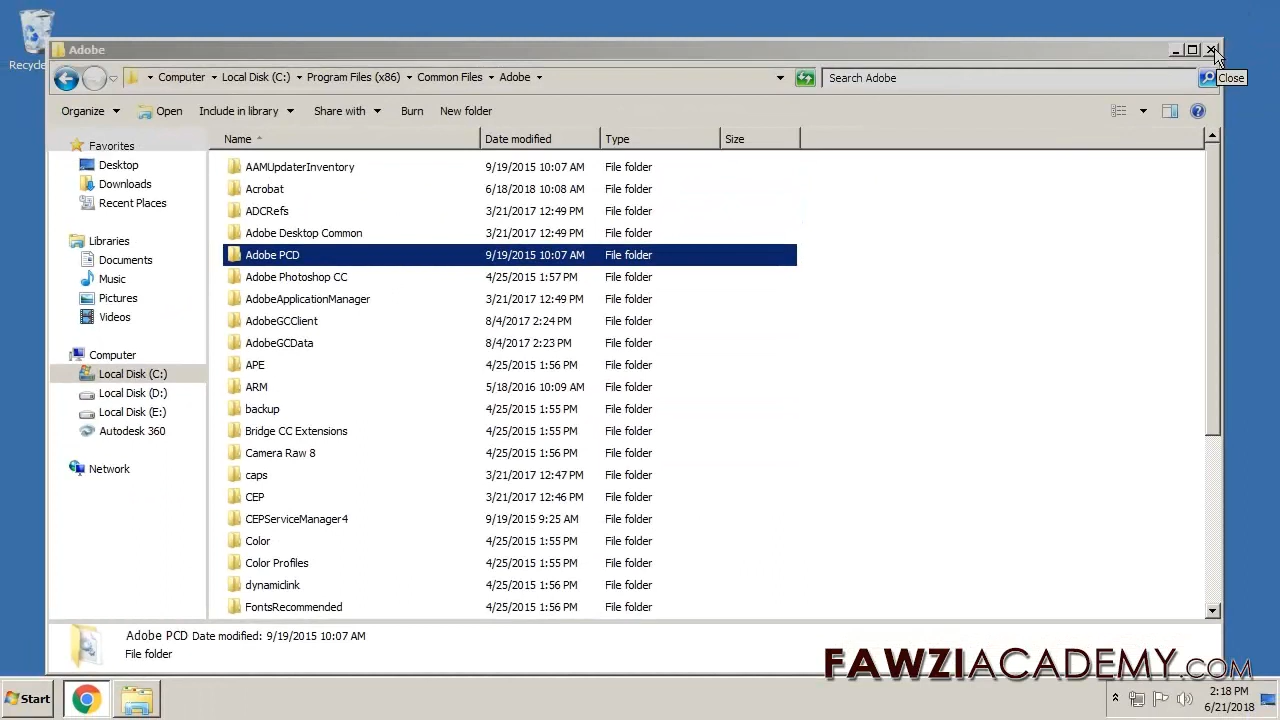 Recycle
Adobe
Computer Local Disk (C:) Program Files (x86) Common Files Adobe
Search Adobe
Close
Organize Open Include in library Share with Burn New folder
Name Date modified Type Size
Favorites
Desktop
Downloads
Recent Places
Libraries
Documents
Music
Pictures
Videos
Computer
Local Disk (C:)
Local Disk (D:)
Local Disk (E:)
Autodesk 360
Network
AAMUpdaterInventory 9/19/2015 10:07 AM File folder
Acrobat 6/18/2018 10:08 AM File folder
ADCRefs 3/21/2017 12:49 PM File folder
Adobe Desktop Common 3/21/2017 12:49 PM File folder
Adobe PCD 9/19/2015 10:07 AM File folder
Adobe Photoshop CC 4/25/2015 1:57 PM File folder
AdobeApplicationManager 3/21/2017 12:49 PM File folder
AdobeGCClient 8/4/2017 2:24 PM File folder
AdobeGCData 8/4/2017 2:23 PM File folder
APE 4/25/2015 1:56 PM File folder
ARM 5/18/2016 10:09 AM File folder
backup 4/25/2015 1:55 PM File folder
Bridge CC Extensions 4/25/2015 1:55 PM File folder
Camera Raw 8 4/25/2015 1:56 PM File folder
caps 3/21/2017 12:47 PM File folder
CEP 3/21/2017 12:46 PM File folder
CEPServiceManager4 9/19/2015 9:25 AM File folder
Color 4/25/2015 1:55 PM File folder
Color Profiles 4/25/2015 1:55 PM File folder
dynamiclink 4/25/2015 1:56 PM File folder
FontsRecommended 4/25/2015 1:56 PM File folder
Adobe PCD Date modified: 9/19/2015 10:07 AM
File folder
FAWZIACADEMY.COM
Start
2:18 PM
6/21/2018